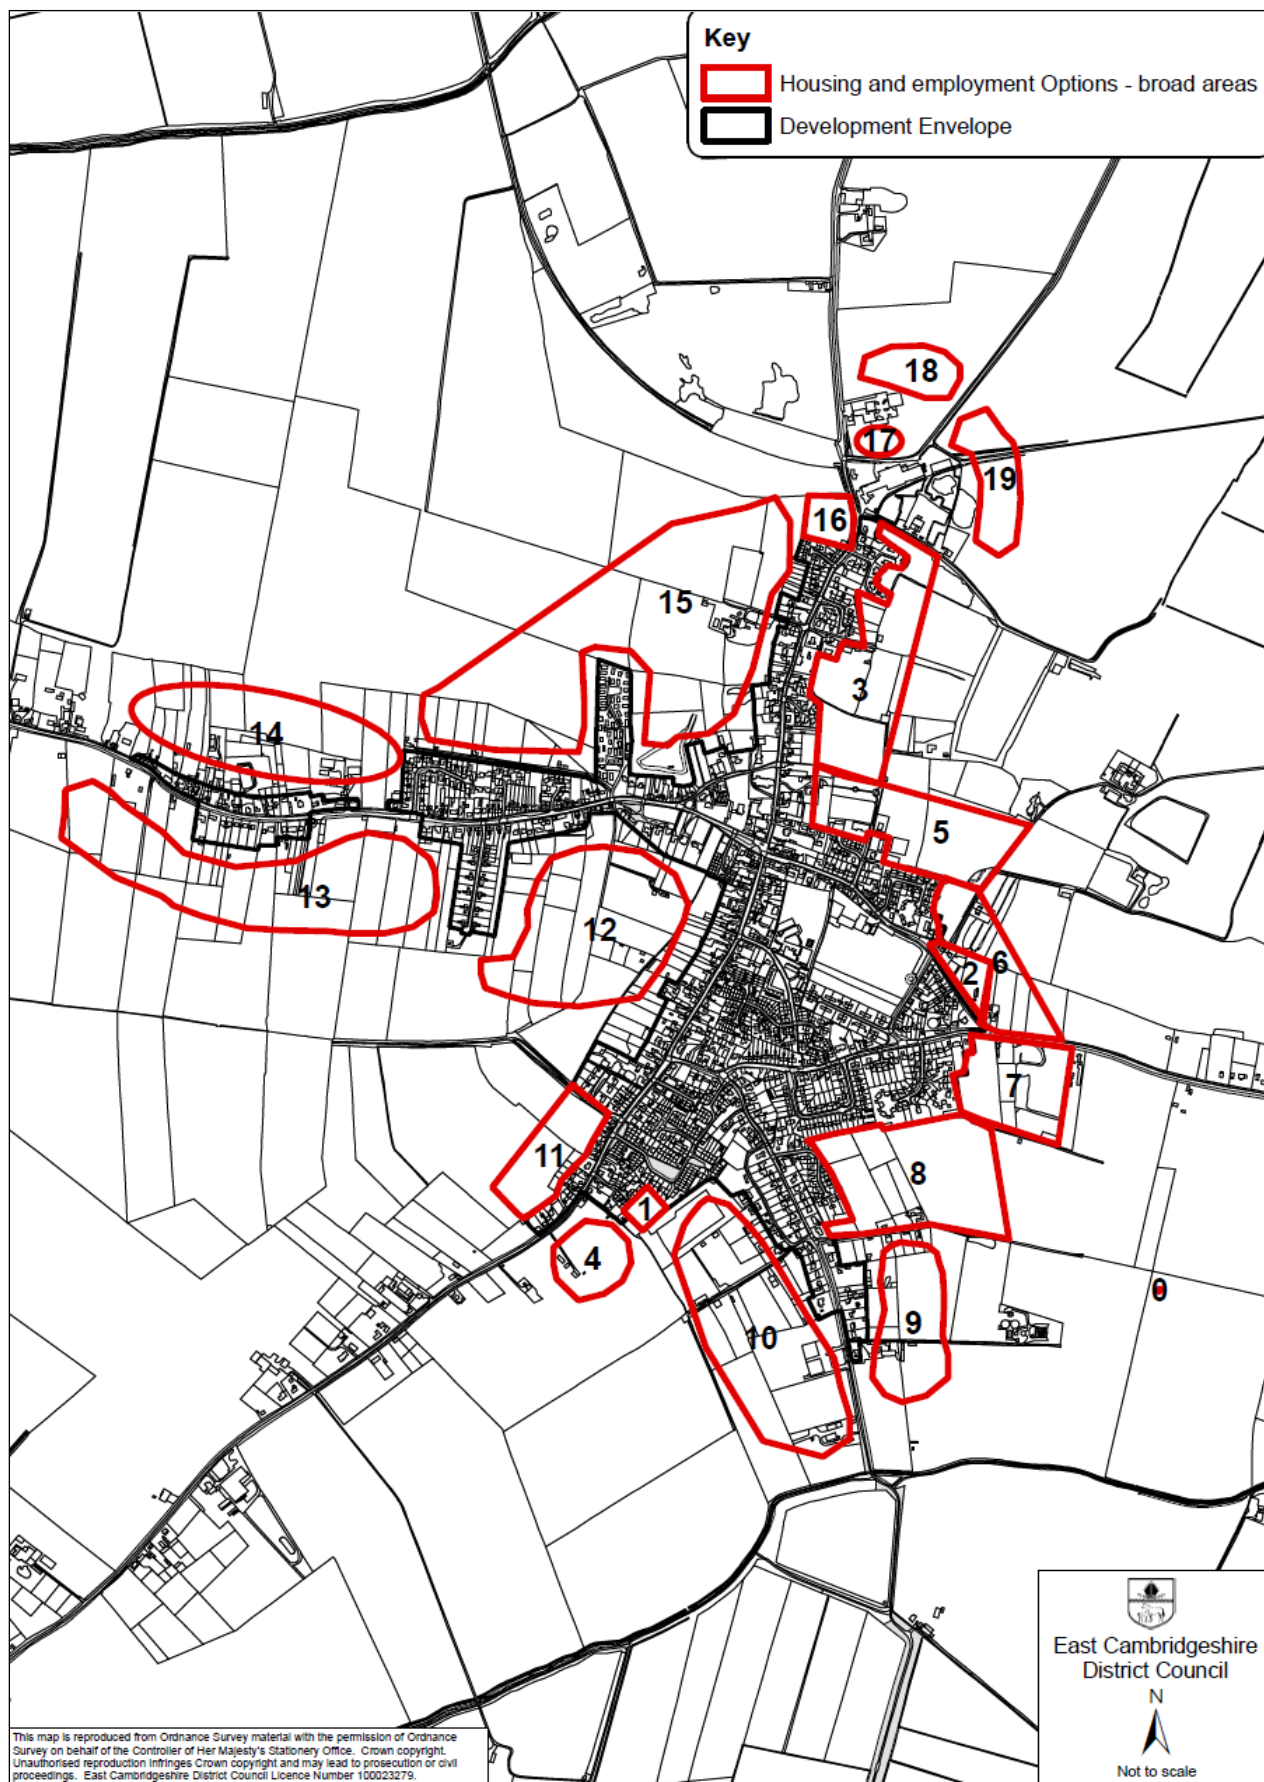 Key
Housing and employment Options - broad areas
Development Envelope
18
17
19
16
15
3
14
5
13
12
6
2
7
11
8
1
4
0
9
10
East Cambridgeshire
District Council
N
Not to scale
This map is reproduced from Ordnance Survey material with the permission of Ordnance
Survey on behalf of the Controller of Her Majesty's Stationery Office. Crown copyright.
Unauthorised reproduction infringes Crown copyright and may lead to prosecution or civil
proceedings. East Cambridgeshire District Council Licence Number 100023279.